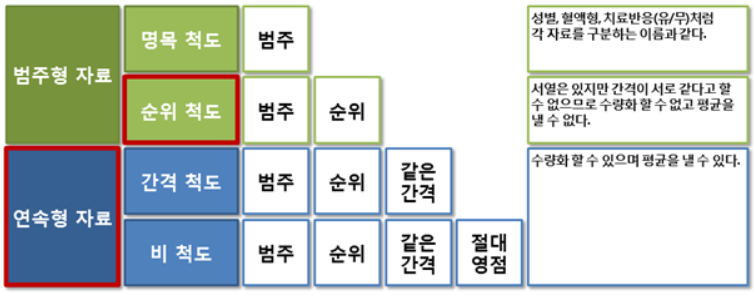 범주형 자료
명목 척도
범주
성별, 혈액형, 치료반응(유/무)처럼
각 자료를 구분하는 이름과 같다.
순위 척도
범주
순위
서열은 있지만 간격이 서로 같다고 할
수 없으므로 수량화 할 수 없고 평균을
낼 수 없다.
연속형 자료
간격 척도
범주
순위
같은
간격
수량화 할 수 있으며 평균을 낼 수 있다.
비 척도
범주
순위
같은
간격
절대
영점